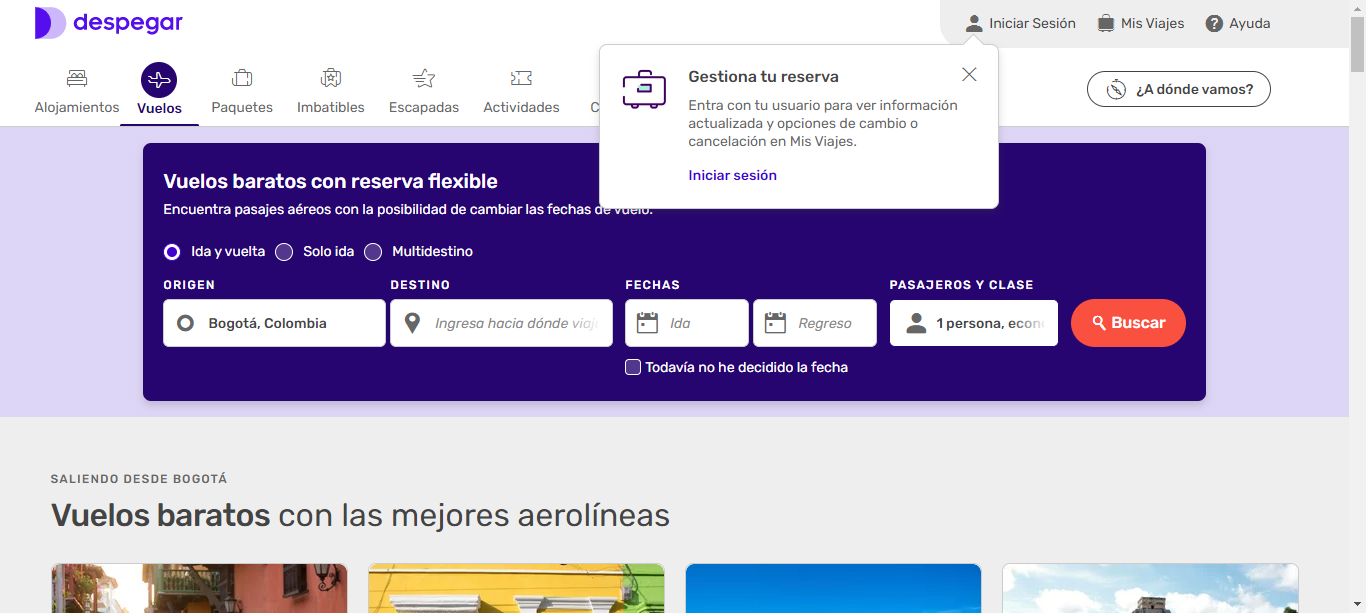 despegar
Iniciar Sesión
Mis Viajes
Ayuda
Alojamientos
Vuelos
Paquetes
Imbatibles
Escapadas
Actividades
¿A dónde vamos?
Gestiona tu reserva
Entra con tu usuario para ver información
actualizada y opciones de cambio o
cancelación en Mis Viajes.
Iniciar sesión
Vuelos baratos con reserva flexible
Encuentra pasajes aéreos con la posibilidad de cambiar las fechas de vuelo.
Ida y vuelta
Solo ida
Multidestino
ORIGEN
DESTINO
FECHAS
PASAJEROS Y CLASE
Bogotá, Colombia
Ingresa hacia dónde viaj
Ida
Regreso
1 persona, econ
Buscar
Todavía no he decidido la fecha
SALIENDO DESDE BOGOTÁ
Vuelos baratos con las mejores aerolíneas